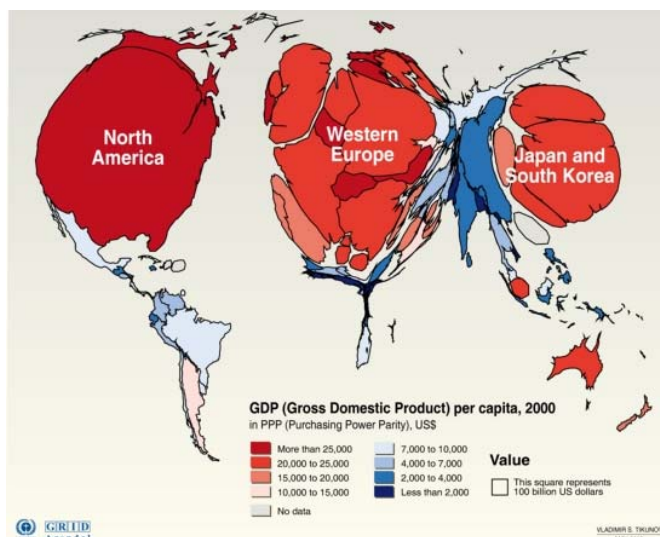 North
America
Western
Europe
Japan and
South Korea
GDP (Gross Domestic Product) per capita, 2000
in PPP (Purchasing Power Parity), US$
More than 25,000
20,000 to 25,000
15,000 to 20,000
10,000 to 15,000
No data
7,000 to 10,000
4,000 to 7,000
2,000 to 4,000
Less than 2,000
Value
This square represents
100 billion US dollars
G R I D
VLADIMIR S. TIKUNOV